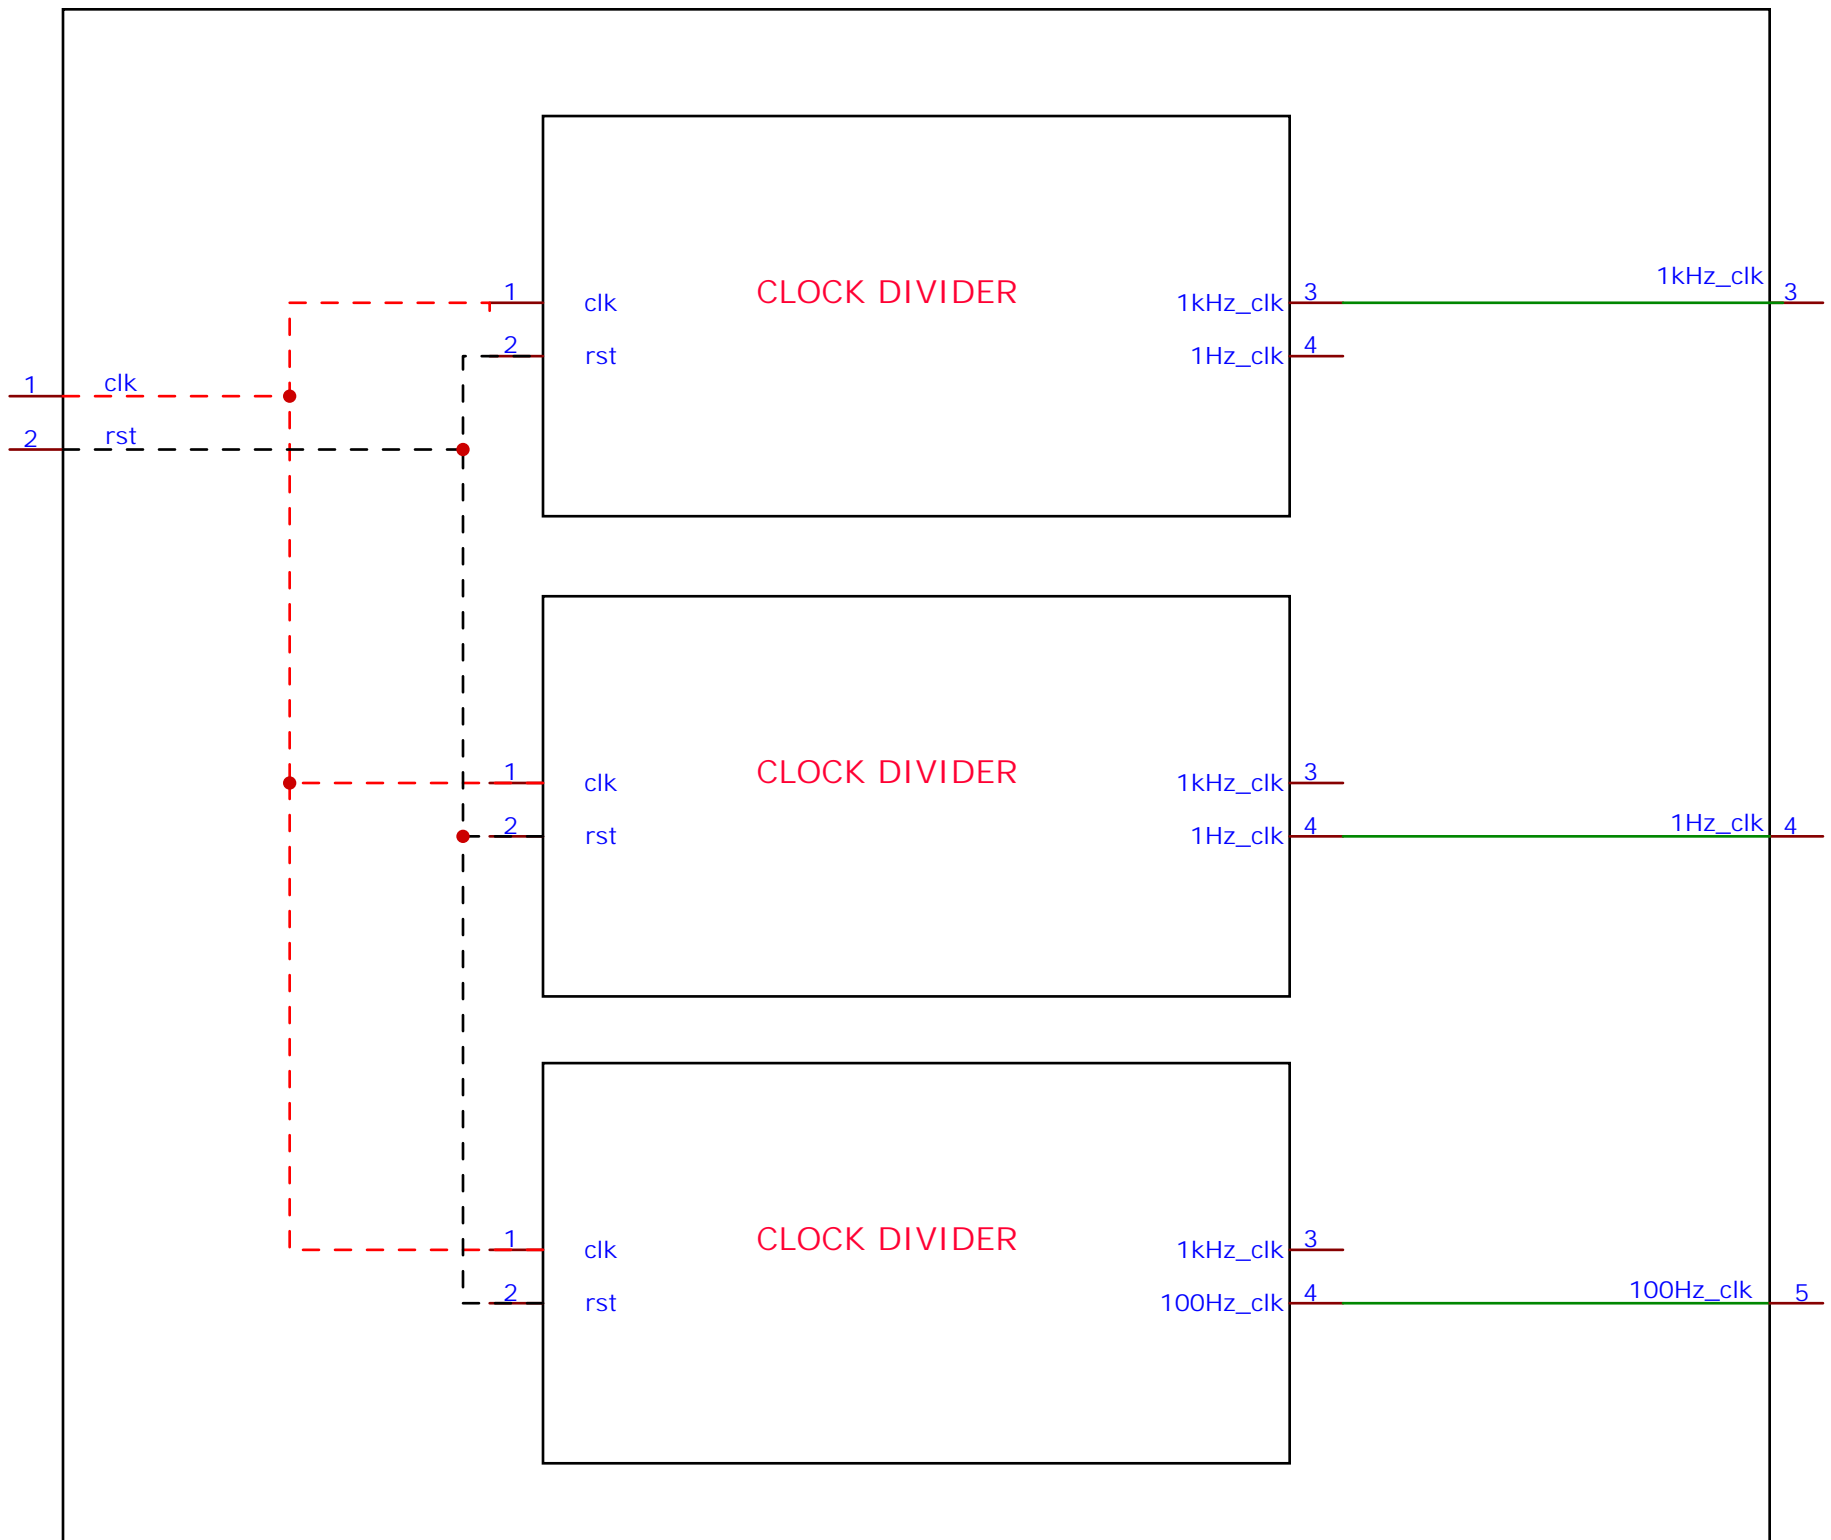 1 clk CLOCK DIVIDER 1kHz_clk 3 1kHz_clk 3
2 rst 1Hz_clk 4
1 clk
2 rst
1 clk CLOCK DIVIDER 1kHz_clk 3
2 rst 1Hz_clk 4 1Hz_clk 4
1 clk CLOCK DIVIDER 1kHz_clk 3
2 rst 100Hz_clk 4 100Hz_clk 5